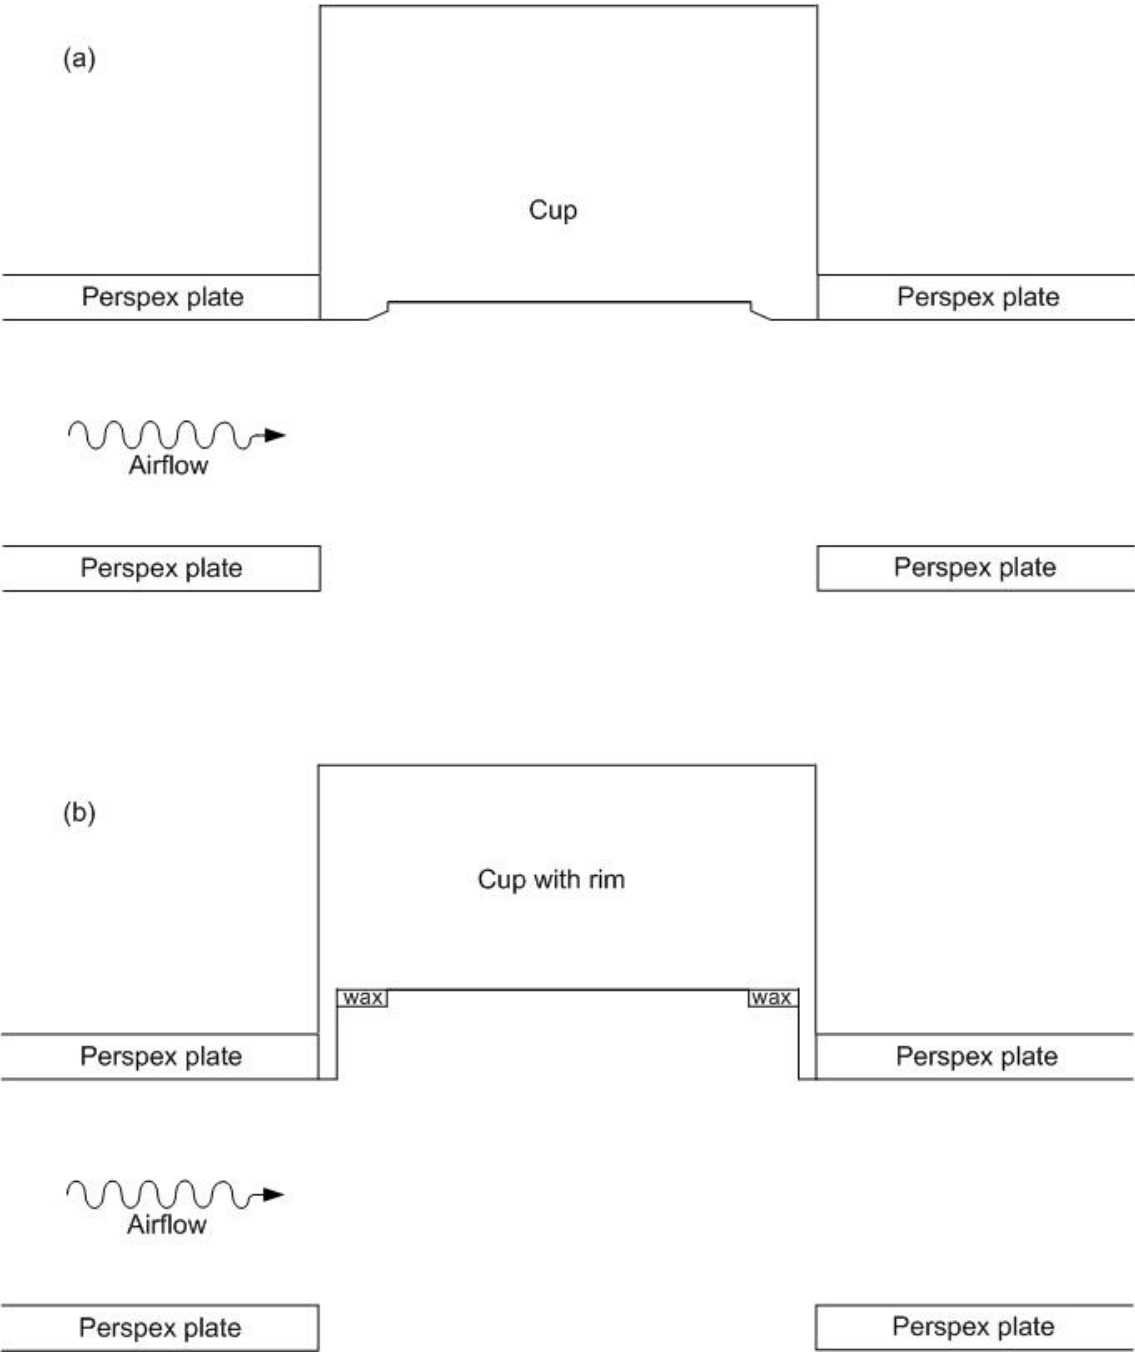 (a)
Cup
Perspex plate
Perspex plate
Airflow
Perspex plate
Perspex plate
(b)
Cup with rim
wax
wax
Perspex plate
Perspex plate
Airflow
Perspex plate
Perspex plate